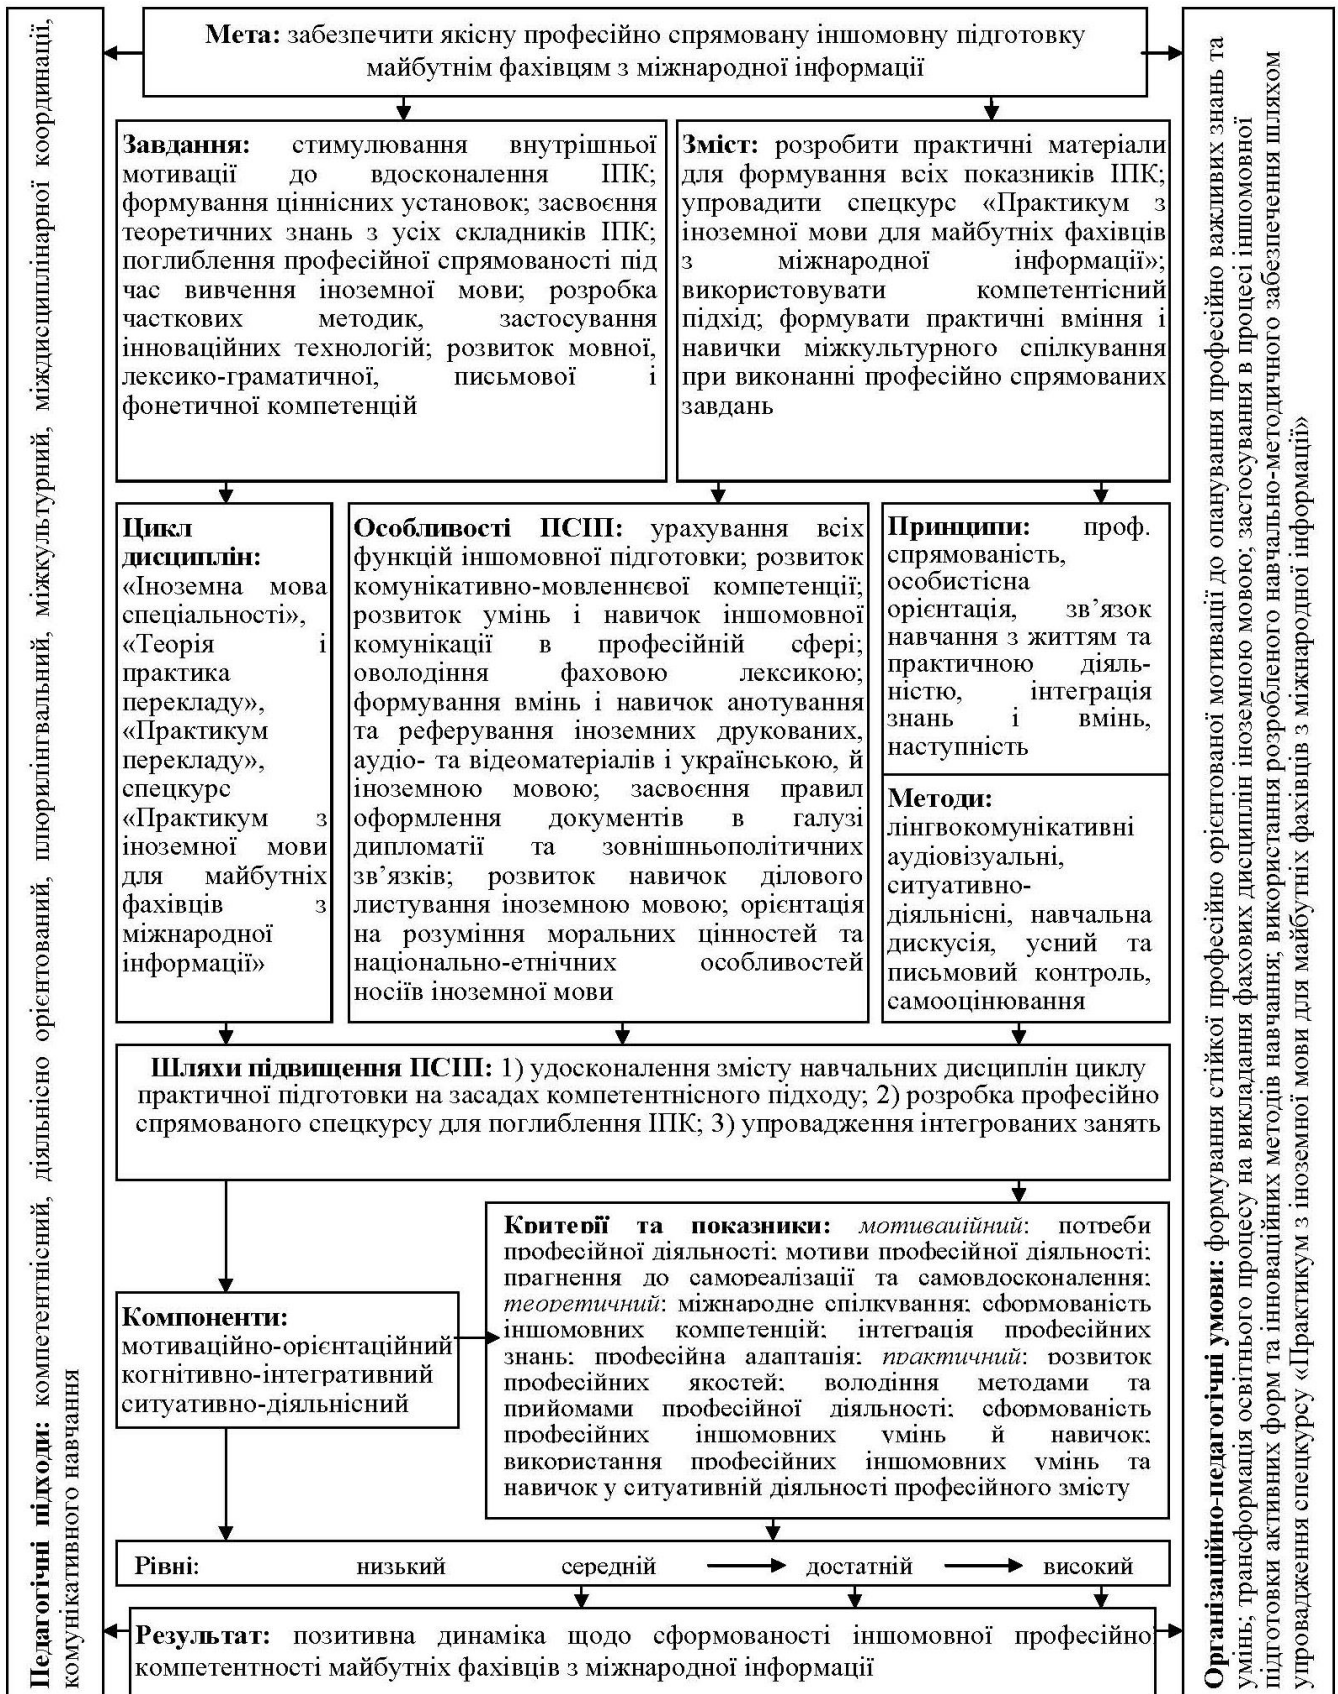 Педагогічні підходи: компетентнісний, діяльнісно орієнтований, плюрилінгвальний, міжкультурний, міждисциплінарної координації,
комунікативного навчання
Мета: забезпечити якісну професійно спрямовану іншомовну підготовку
майбутнім фахівцям з міжнародної інформації
Завдання: стимулювання внутрішньої
мотивації до вдосконалення ІПК;
формування ціннісних установок; засвоєння
теоретичних знань з усіх складників ІПК;
поглиблення професійної спрямованості під
час вивчення іноземної мови; розробка
часткових методик, застосування
інноваційних технологій; розвиток мовної,
лексико-граматичної, письмової і
фонетичної компетенцій
Зміст: розробити практичні матеріали
для формування всіх показників ІПК;
упровадити спецкурс «Практикум з
іноземної мови для майбутніх фахівців
з міжнародної інформації»;
використовувати компетентісний
підхід; формувати практичні вміння і
навички міжкультурного спілкування
при виконанні професійно спрямованих
завдань
Цикл
дисциплін:
«Іноземна мова
спеціальності»,
«Теорія і
практика
перекладу»,
«Практикум
перекладу»,
спецкурс
«Практикум з
іноземної мови
для майбутніх
фахівців з
міжнародної
інформації»
Особливості ПСІП: урахування всіх
функцій іншомовної підготовки; розвиток
комунікативно-мовленнєвої компетенції;
розвиток умінь і навичок іншомовної
комунікації в професійній сфері;
оволодіння фаховою лексикою;
формування вмінь і навичок анотування
та реферування іноземних друкованих,
аудіо- та відеоматеріалів і українською, й
іноземною мовою; засвоєння правил
оформлення документів в галузі
дипломатії та зовнішньополітичних
зв’язків; розвиток навичок ділового
листування іноземною мовою; орієнтація
на розуміння моральних цінностей та
національно-етнічних особливостей
носіїв іноземної мови
Принципи: проф.
спрямованість,
особистісна
орієнтація, зв’язок
навчання з життям та
практичною діяль-
ністю, інтеграція
знань і вмінь,
наступність
Методи:
лінгвокомунікативні
аудіовізуальні,
ситуативно-
діяльнісні, навчальна
дискусія, усний та
письмовий контроль,
самооцінювання
Шляхи підвищення ПСІП: 1) удосконалення змісту навчальних дисциплін циклу
практичної підготовки на засадах компетентнісного підходу; 2) розробка професійно
спрямованого спецкурсу для поглиблення ІПК; 3) упровадження інтегрованих занять
Компоненти:
мотиваційно-орієнтаційний
когнітивно-інтегративний
ситуативно-діяльнісний
Критерії та показники: мотиваційний: потреби
професійної діяльності; мотиви професійної діяльності;
прагнення до самореалізації та самовдосконалення;
теоретичний: міжнародне спілкування; сформованість
іншомовних компетенцій; інтеграція професійних
знань; професійна адаптація; практичний: розвиток
професійних якостей; володіння методами та
прийомами професійної діяльності; сформованість
професійних іншомовних умінь й навичок;
використання професійних іншомовних умінь та
навичок у ситуативній діяльності професійного змісту
Рівні: низький середній достатній високий
Результат: позитивна динаміка щодо сформованості іншомовної професійної
компетентності майбутніх фахівців з міжнародної інформації
Організаційно-педагогічні умови: формування стійкої професійно орієнтованої мотивації до опанування професійно важливих знань та
умінь; трансформація освітнього процесу на викладання фахових дисциплін іноземною мовою; застосування в процесі іншомовної
підготовки активних форм та інноваційних методів навчання; використання розробленого навчально-методичного забезпечення шляхом
упровадження спецкурсу «Практикум з іноземної мови для майбутніх фахівців з міжнародної інформації»